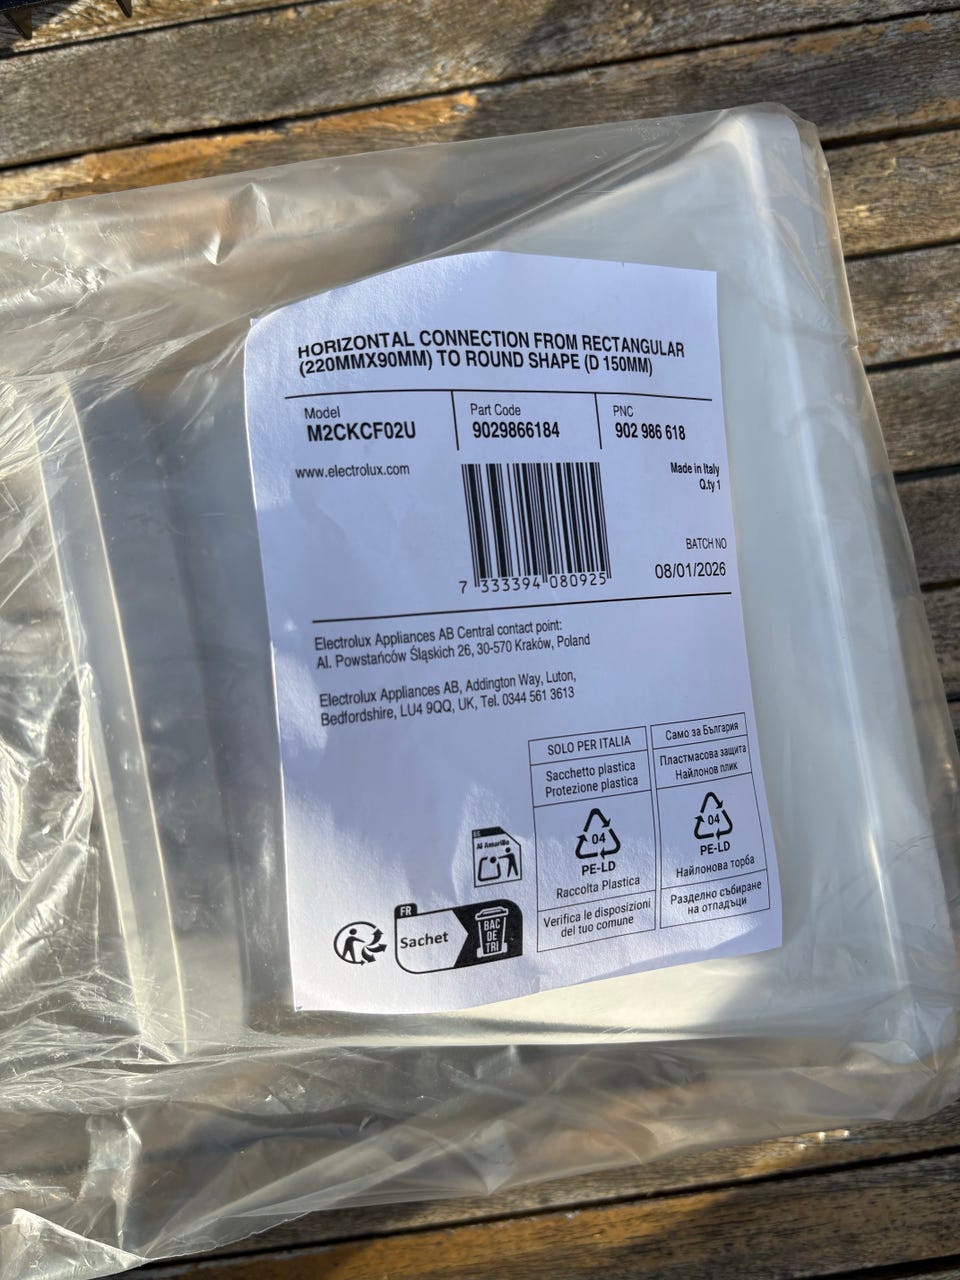 HORIZONTAL CONNECTION FROM RECTANGULAR
(220MMX90MM) TO ROUND SHAPE (D 150MM)
Model
M2CKCF02U
Part Code
9029866184
PNC
902 986 618
www.electrolux.com
Made in Italy
Q.ty 1
BATCH NO
08/01/2026
7 333394 080925
Electrolux Appliances AB Central contact point:
Al. Powstańców Śląskich 26, 30-570 Kraków, Poland
Electrolux Appliances AB, Addington Way, Luton,
Bedfordshire, LU4 9QQ, UK, Tel. 0344 561 3613
SOLO PER ITALIA
Sacchetto plastica
Protezione plastica
04
PE-LD
Raccolta Plastica
Verifica le disposizioni
del tuo comune
Само за България
Пластмасова защита
Найлонов плик
04
PE-LD
Найлонова торба
Разделно събиране
на отпадъци
ES
Al Amarillo
FR
Sachet
BAC
DE
TRI